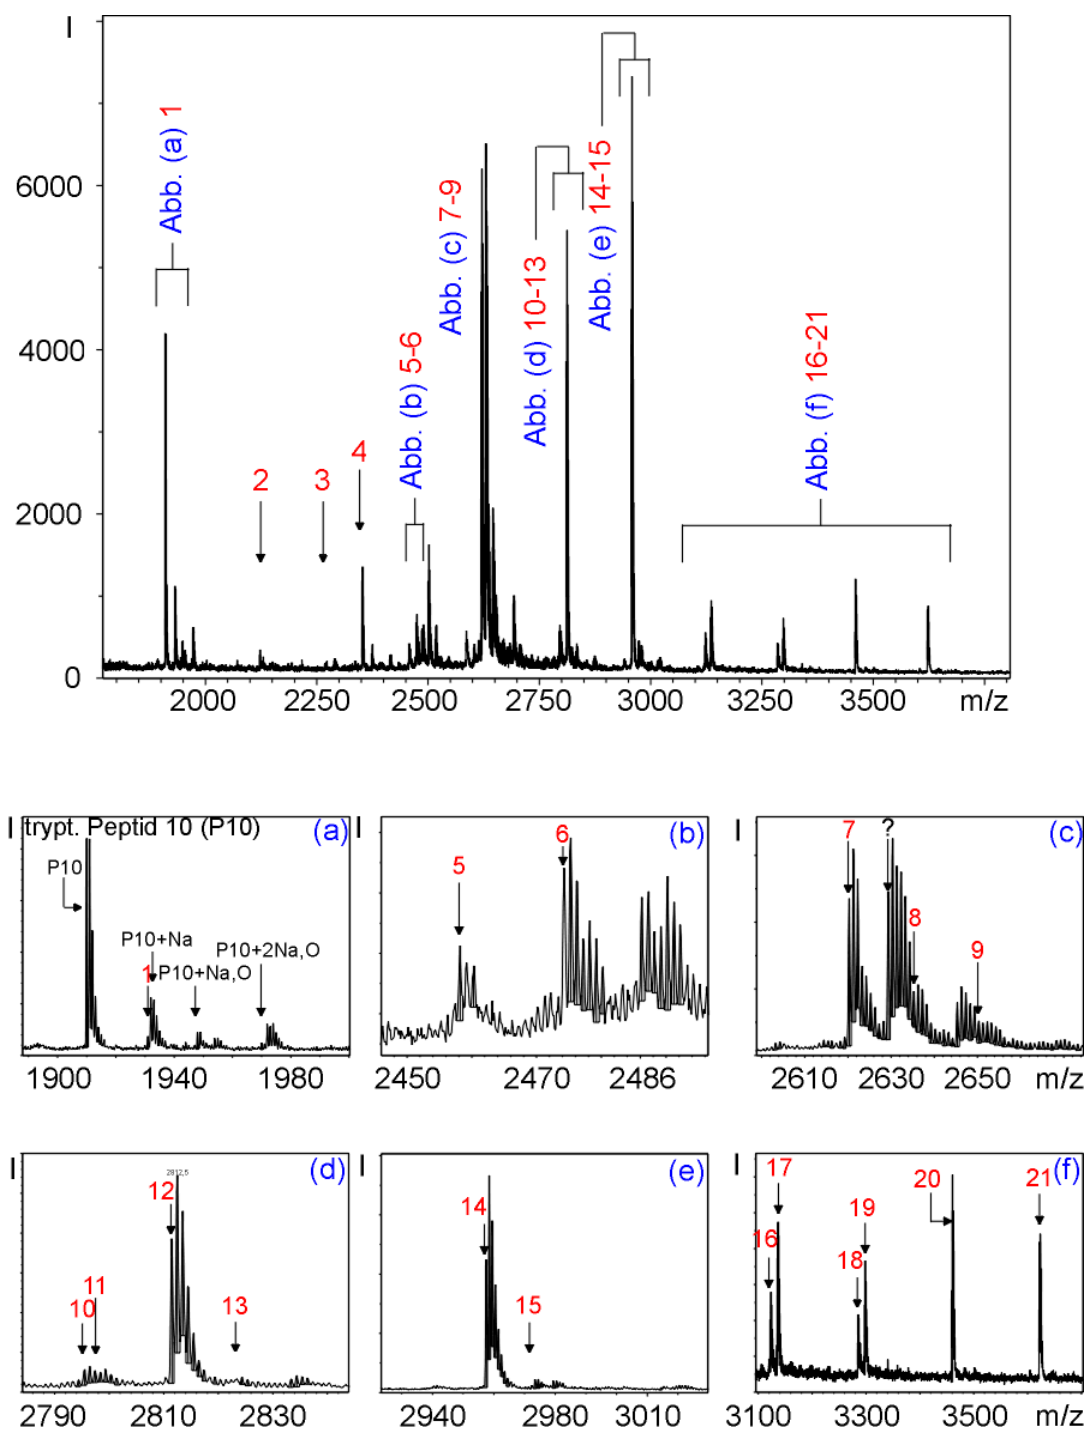 I
6000
4000
2000
0
2000
2250
2500
2750
3000
3250
3500
m/z
Abb. (a) 1
2
3
4
Abb. (b) 5-6
Abb. (c) 7-9
Abb. (d) 10-13
Abb. (e) 14-15
Abb. (f) 16-21
I trypt. Peptid 10 (P10) (a)
P10
P10+Na
1 P10+Na,O
P10+2Na,O
1900 1940 1980
I (b)
5
6
2450 2470 2486
I (c)
7
?
8
9
2610 2630 2650 m/z
I (d)
2812,5
12
11
10
13
2790 2810 2830
I (e)
14
15
2940 2980 3010
I (f)
17
16
19
18
20
21
3100 3300 3500 m/z